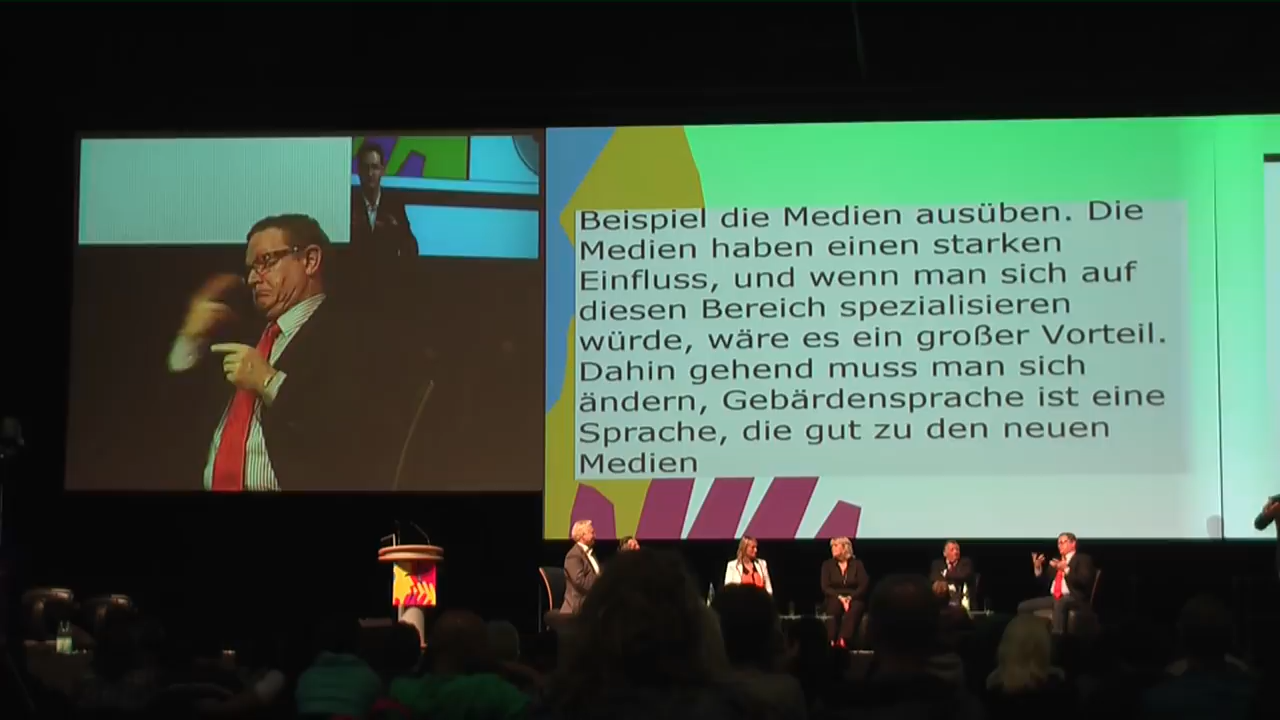 Beispiel die Medien ausüben. Die
Medien haben einen starken
Einfluss, und wenn man sich auf
diesen Bereich spezialisieren
würde, wäre es ein großer Vorteil.
Dahin gehend muss man sich
ändern, Gebärdensprache ist eine
Sprache, die gut zu den neuen
Medien